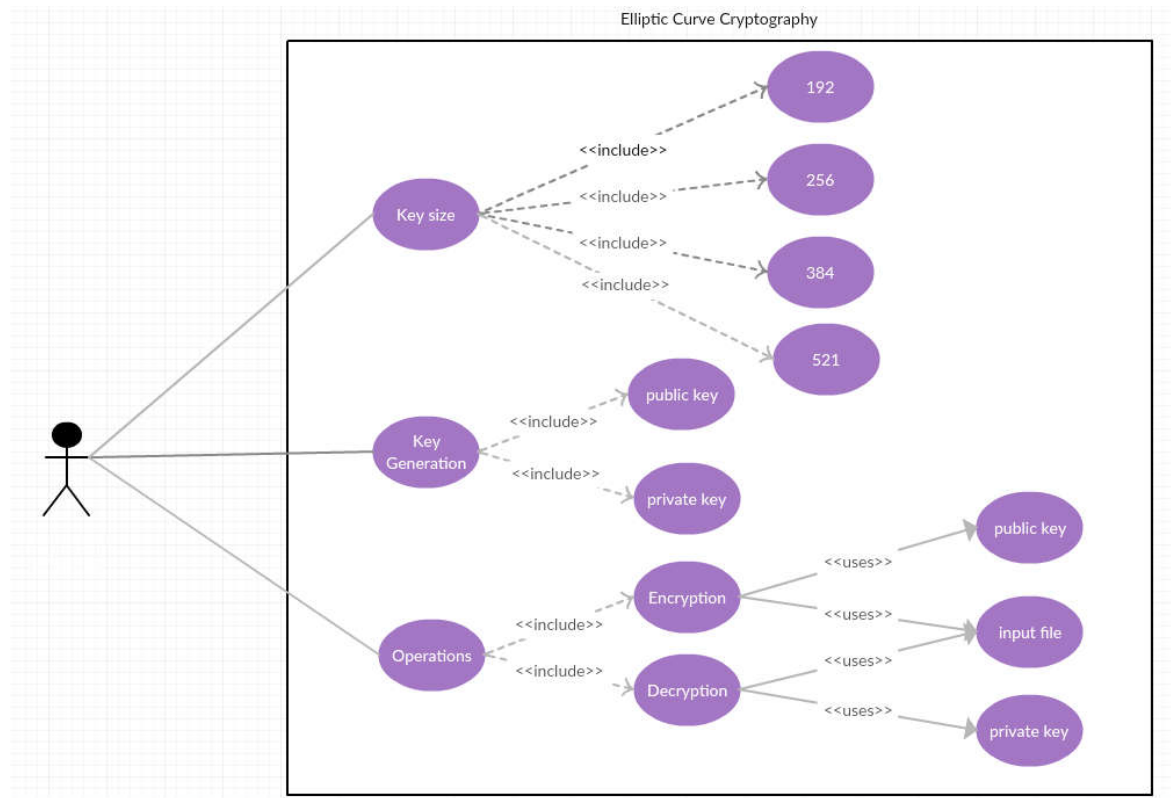 Elliptic Curve Cryptography
192
<<include>>
256
<<include>>
Key size
<<include>>
384
<<include>>
521
public key
<<include>>
Key
Generation
<<include>>
private key
public key
<<uses>>
Encryption
<<include>>
<<uses>>
input file
Operations
<<include>>
<<uses>>
Decryption
<<uses>>
private key